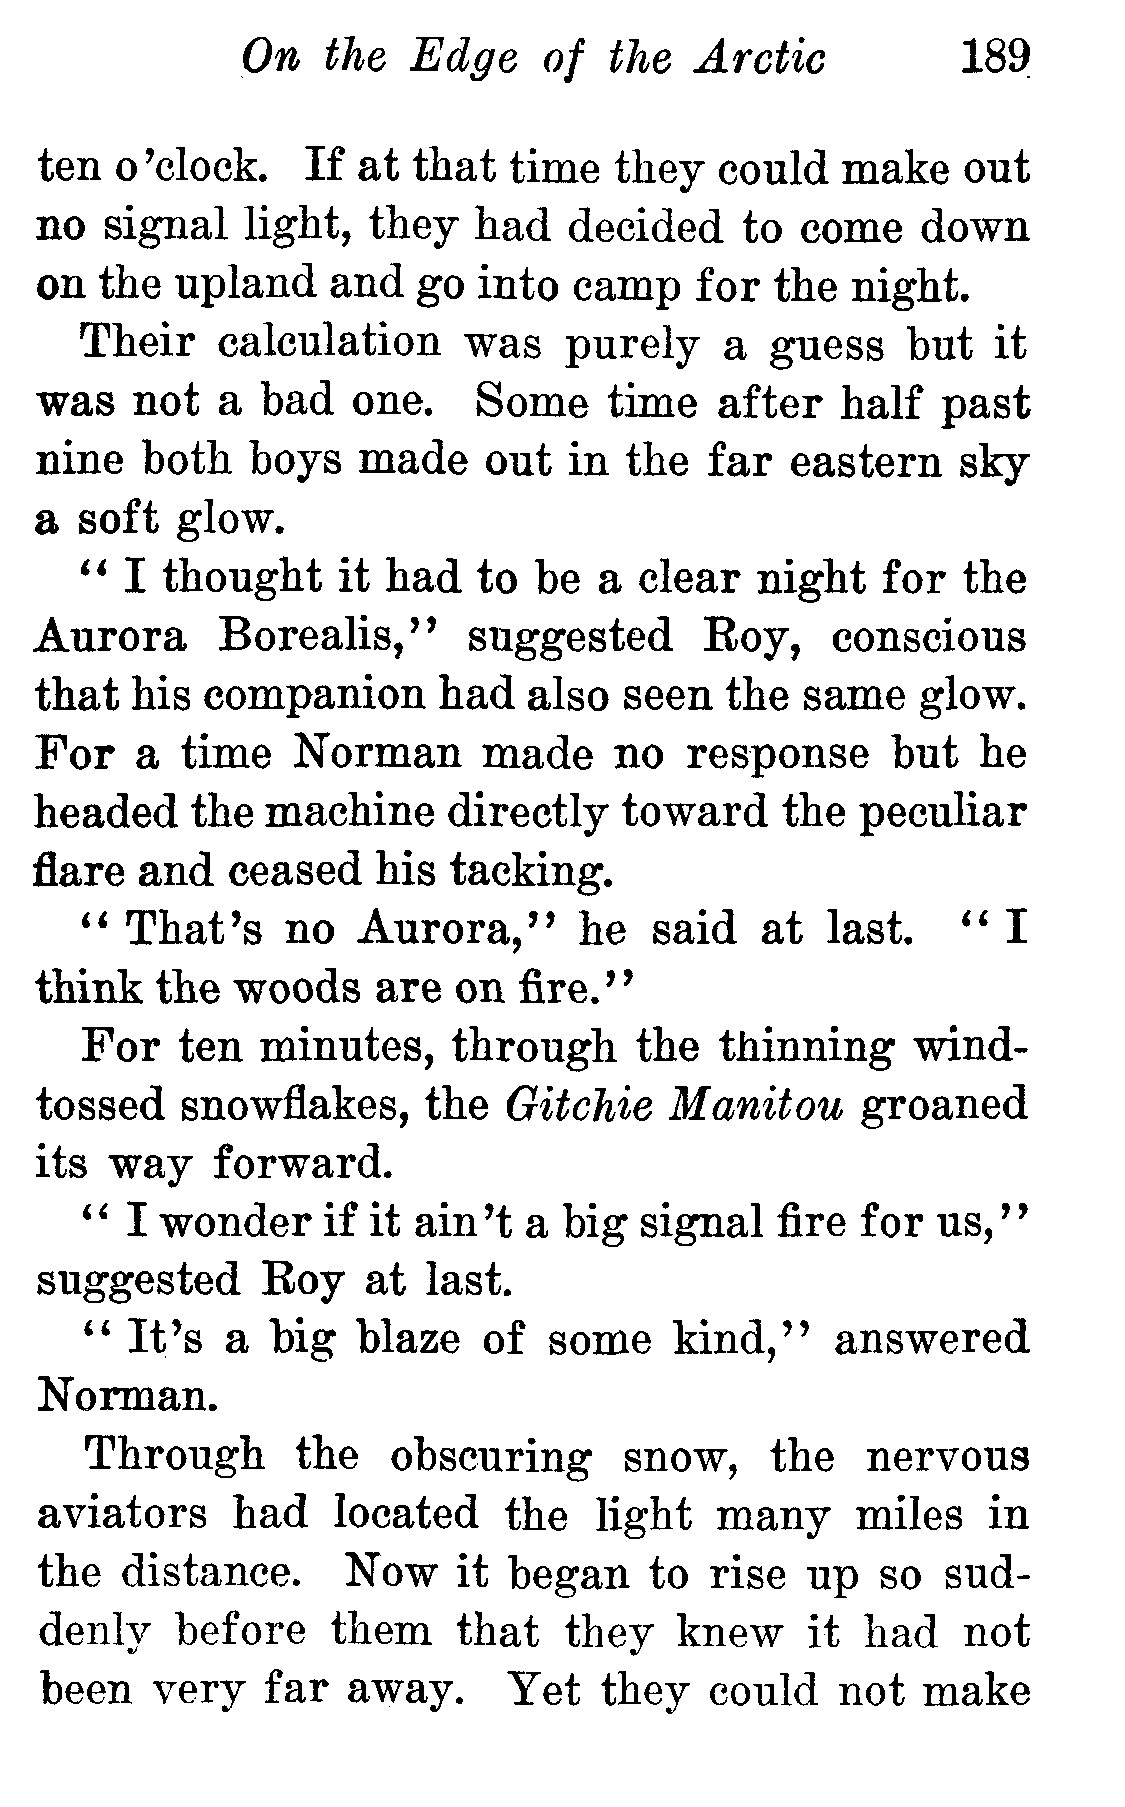 On the Edge of the Arctic 189
ten o'clock. If at that time they could make out
no signal light, they had decided to come down
on the upland and go into camp for the night.
Their calculation was purely a guess but it
was not a bad one. Some time after half past
nine both boys made out in the far eastern sky
a soft glow.
"I thought it had to be a clear night for the
Aurora Borealis," suggested Roy, conscious
that his companion had also seen the same glow.
For a time Norman made no response but he
headed the machine directly toward the peculiar
flare and ceased his tacking.
"That's no Aurora," he said at last. "I
think the woods are on fire."
For ten minutes, through the thinning wind-
tossed snowflakes, the Gitchie Manitou groaned
its way forward.
"I wonder if it ain't a big signal fire for us,"
suggested Roy at last.
"It's a big blaze of some kind," answered
Norman.
Through the obscuring snow, the nervous
aviators had located the light many miles in
the distance. Now it began to rise up so sud-
denly before them that they knew it had not
been very far away. Yet they could not make